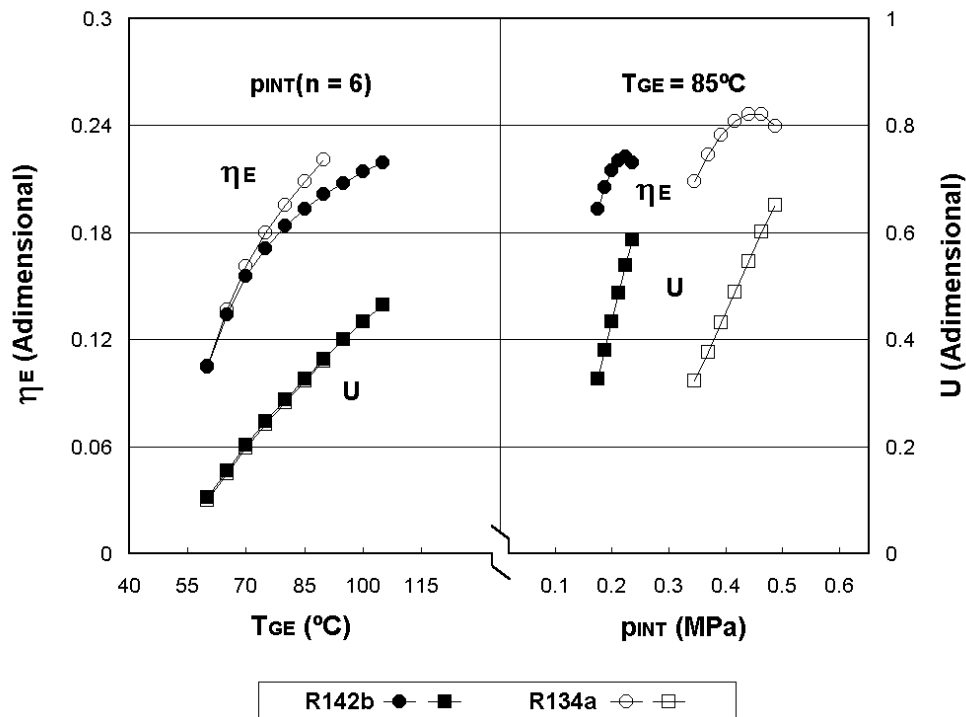 0.3
0.24
0.18
0.12
0.06
0
ηE (Adimensional)
pINT(n = 6)
ηE
U
40 55 70 85 100 115
TGE (ºC)
TGE = 85ºC
ηE
U
0.1 0.2 0.3 0.4 0.5 0.6
pINT (MPa)
1
0.8
0.6
0.4
0.2
0
U (Adimensional)
R142b R134a